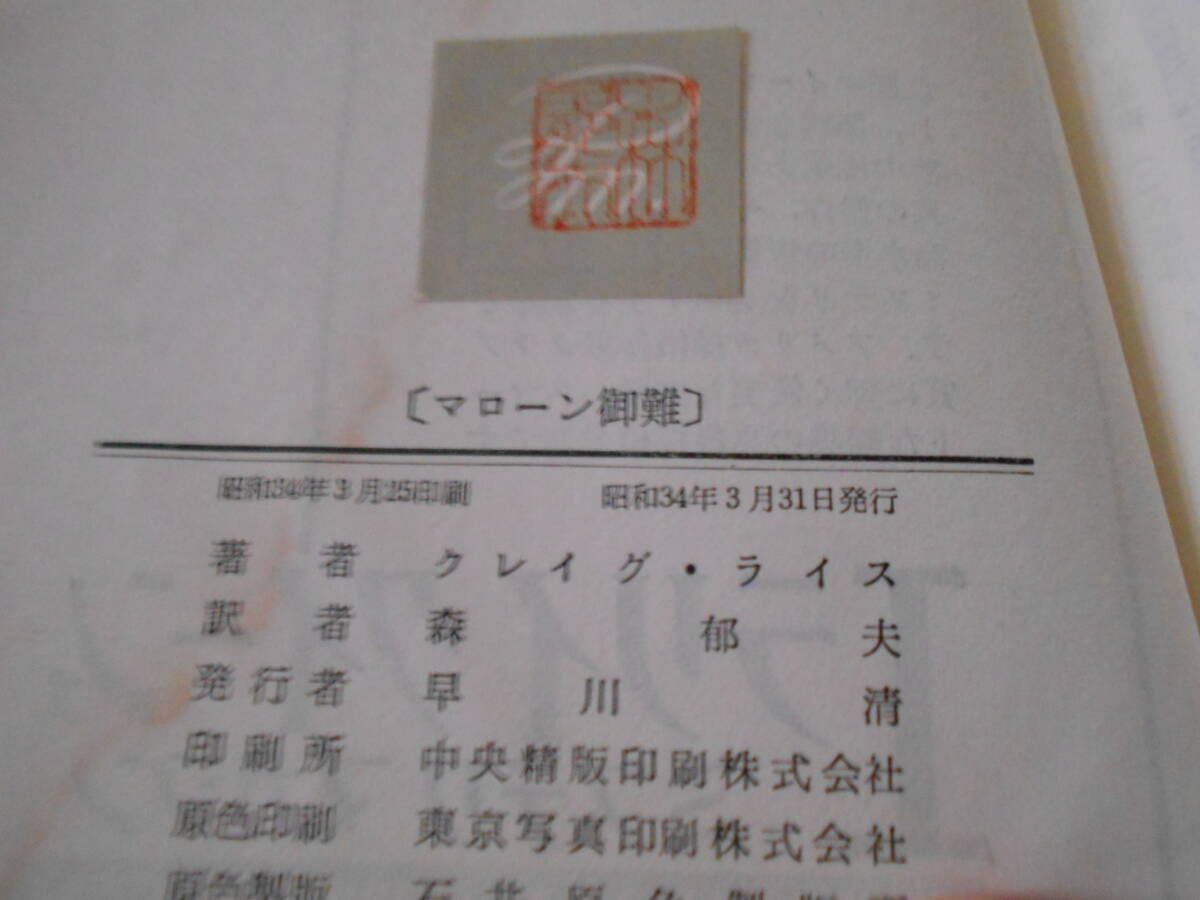 〔マローン御難〕
昭和34年3月25印刷 昭和34年3月31日発行
著者 クレイグ・ライス
訳者 森郁夫
発行者 早川清
印刷所 中央精版印刷株式会社
原色印刷 東京写真印刷株式会社
原色製版